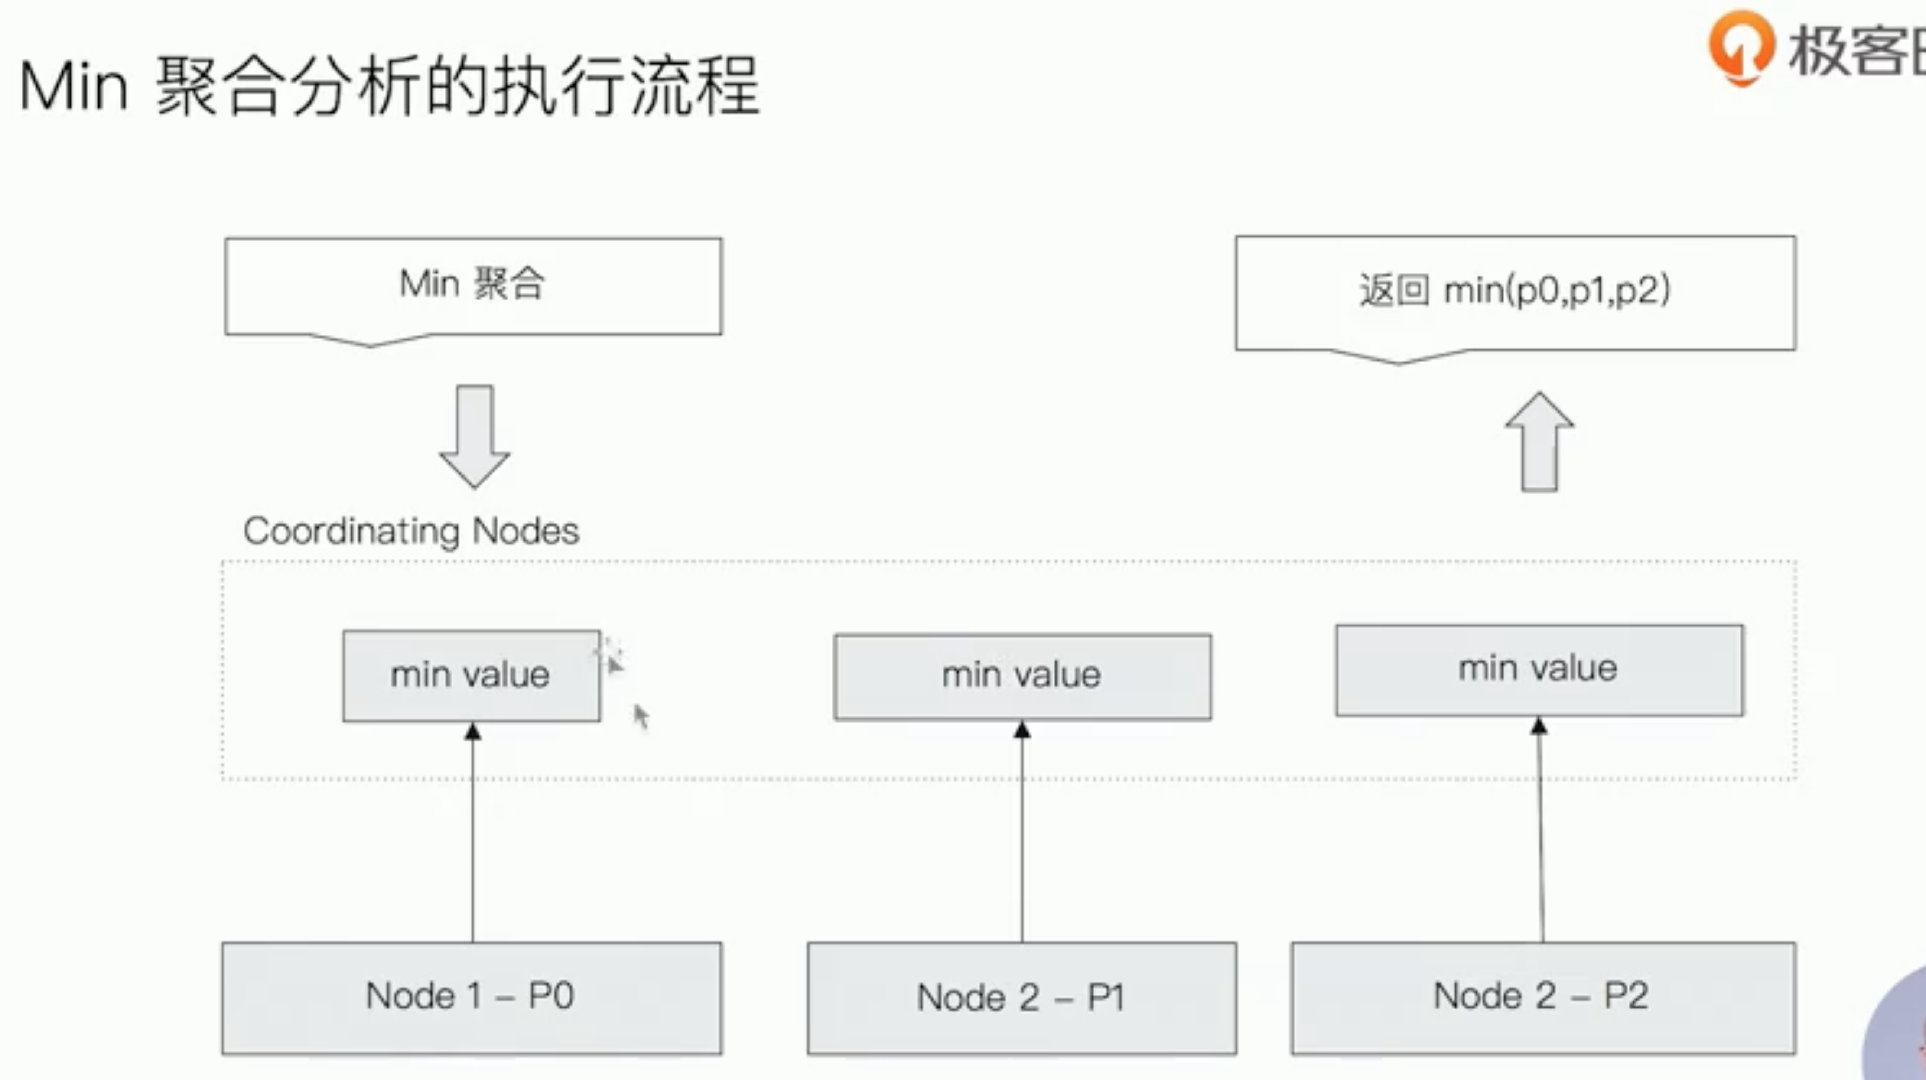 Min 聚合分析的执行流程
极客
Min 聚合
返回 min(p0,p1,p2)
Coordinating Nodes
min value
min value
min value
Node 1 – P0
Node 2 – P1
Node 2 – P2